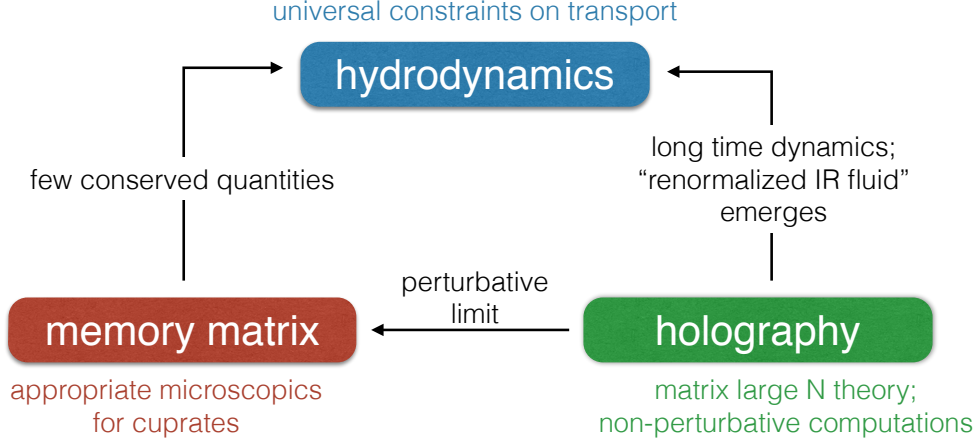 universal constraints on transport
hydrodynamics
few conserved quantities
long time dynamics;
“renormalized IR fluid”
emerges
perturbative
limit
memory matrix
holography
appropriate microscopics
for cuprates
matrix large N theory;
non-perturbative computations